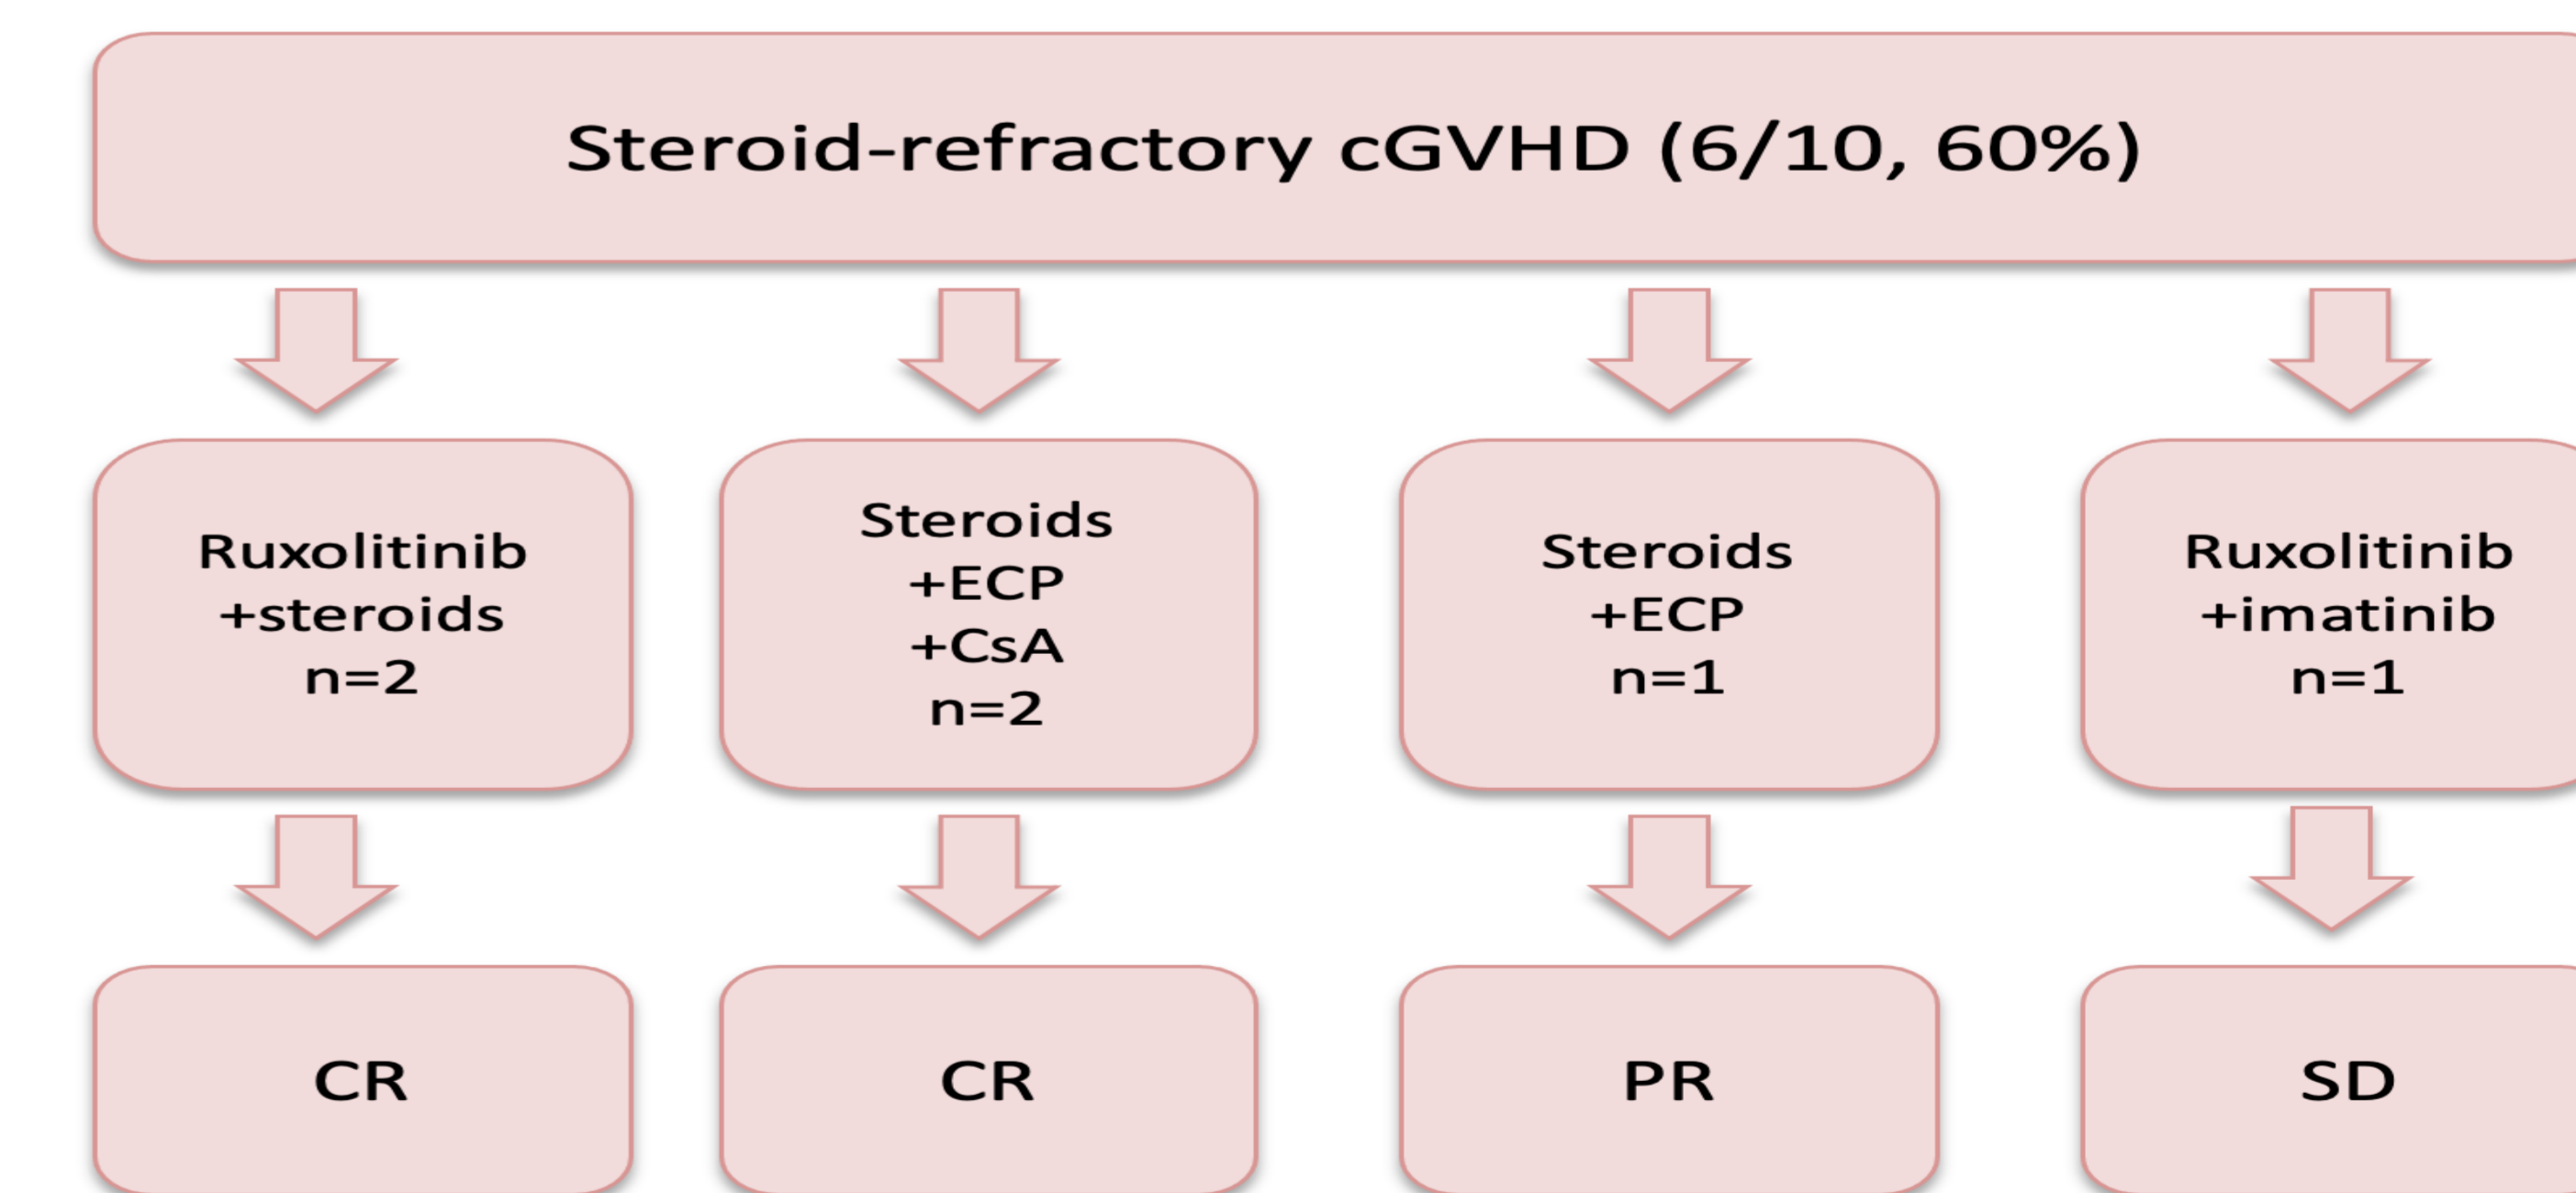 Steroid-refractory cGVHD (6/10, 60%)
Ruxolitinib
+steroids
n=2
Steroids
+ECP
+CsA
n=2
Steroids
+ECP
n=1
Ruxolitinib
+imatinib
n=1
CR
CR
PR
SD